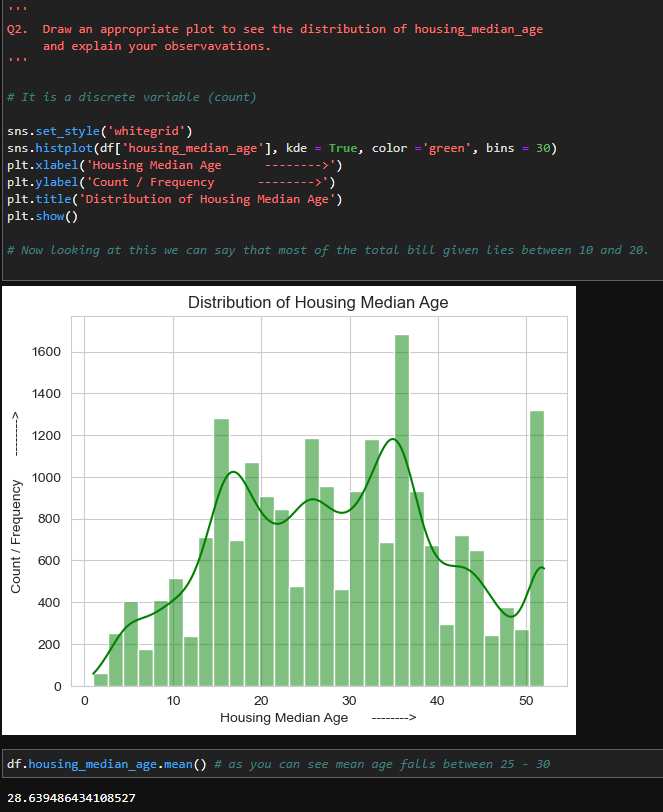 '''
Q2.  Draw an appropriate plot to see the distribution of housing_median_age
     and explain your observavations.
'''
# It is a discrete variable (count)
sns.set_style('whitegrid')
sns.histplot(df['housing_median_age'], kde = True, color ='green', bins = 30)
plt.xlabel('Housing Median Age      -------->')
plt.ylabel('Count / Frequency      -------->')
plt.title('Distribution of Housing Median Age')
plt.show()
# Now looking at this we can say that most of the total bill given lies between 10 and 20.
Distribution of Housing Median Age
Count / Frequency      -------->
1600
1400
1200
1000
800
600
400
200
0
0 10 20 30 40 50
Housing Median Age      -------->
df.housing_median_age.mean() # as you can see mean age falls between 25 - 30
28.639486434108527